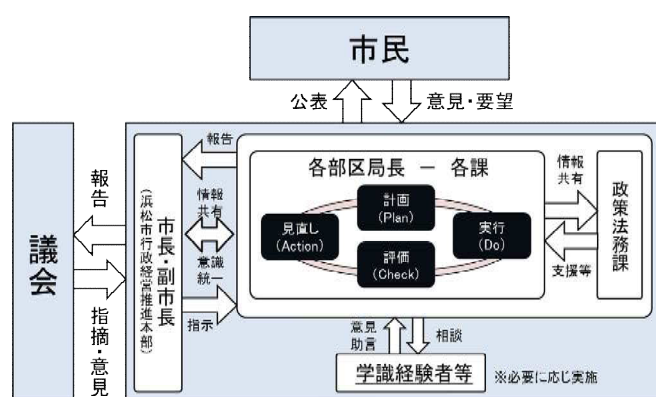 市民
公表
意見・要望
議会
報告
指摘・意見
市長・副市長
(浜松市行政経営推進本部)
報告
情報
共有
意識
統一
指示
各部区局長 － 各課
計画
(Plan)
見直し
(Action)
実行
(Do)
評価
(Check)
情報
共有
支援等
政策法務課
意見
助言
相談
学識経験者等
※必要に応じ実施